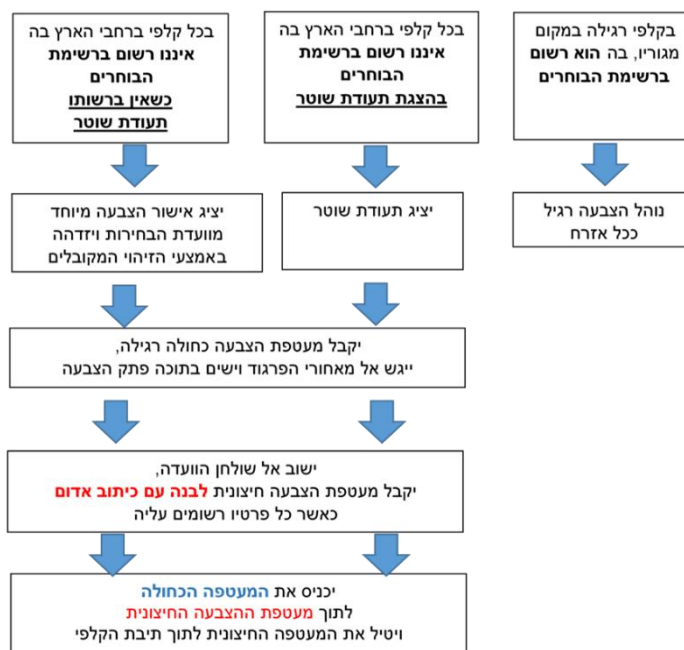 בקלפי רגילה במקום
מגוריו, בה הוא רשום
ברשימת הבוחרים
בכל קלפי ברחבי הארץ בה
איננו רשום ברשימת
הבוחרים
בהצגת תעודת שוטר
בכל קלפי ברחבי הארץ בה
איננו רשום ברשימת
הבוחרים
כשאין ברשותו
תעודת שוטר
נוהל הצבעה רגיל
ככל אזרח
יציג תעודת שוטר
יציג אישור הצבעה מיוחד
מוועדת הבחירות ויזדהה
באמצעי הזיהוי המקובלים
יקבל מעטפת הצבעה כחולה רגילה,
ייגש אל מאחורי הפרגוד וישים בתוכה פתק הצבעה
ישוב אל שולחן הוועדה,
יקבל מעטפת הצבעה חיצונית לבנה עם כיתוב אדום
כאשר כל פרטיו רשומים עליה
יכניס את המעטפה הכחולה
לתוך מעטפת ההצבעה החיצונית
ויטיל את המעטפה החיצונית לתוך תיבת הקלפי